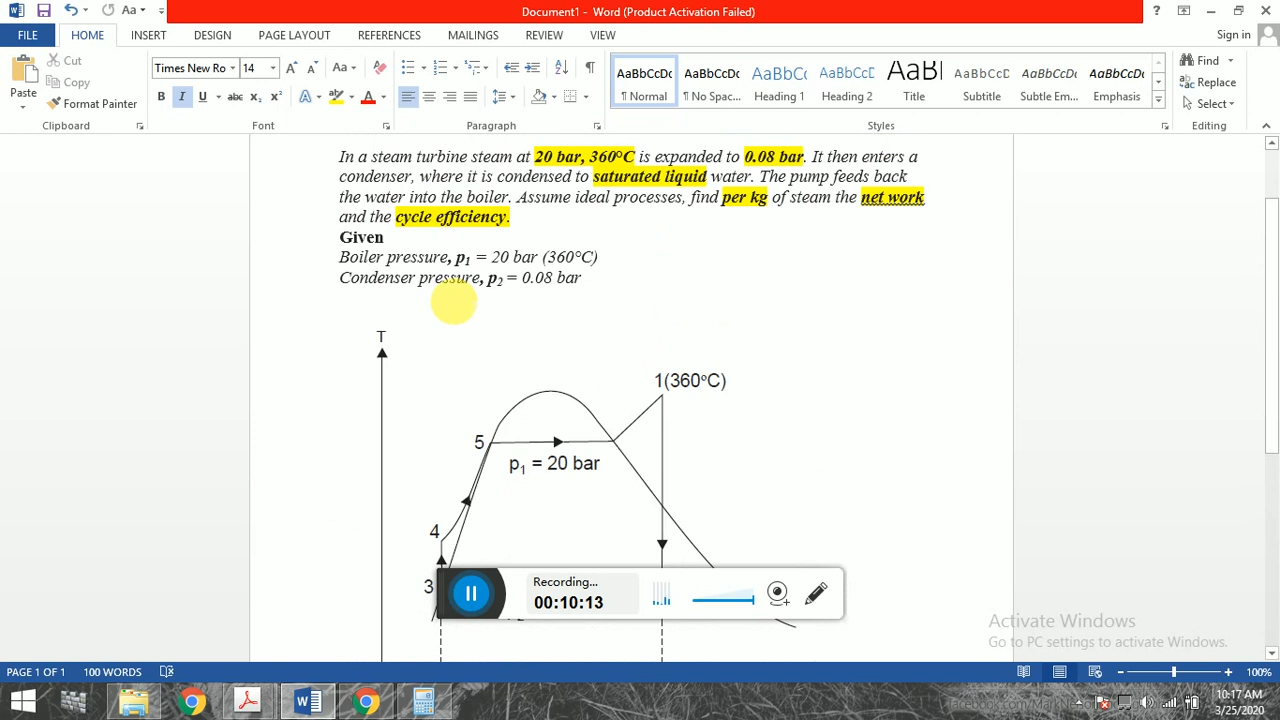 Document1 - Word (Product Activation Failed)
Aa
?
FILE
HOME
INSERT
DESIGN
PAGE LAYOUT
REFERENCES
MAILINGS
REVIEW
VIEW
Sign in
Paste
Cut
Copy
Format Painter
Clipboard
Times New Ro
14
A A Aa
B I U abc x₂ x² A A
Font
Paragraph
AaBbCcDc AaBbCcDc AaBbCc AaBbCc AaBl AaBbCcDc AaBbCcDc AaBbCcDc
¶ Normal ¶ No Spac... Heading 1 Heading 2 Title Subtitle Subtle Em... Emphasis
Styles
Find
Replace
Select
Editing
In a steam turbine steam at 20 bar, 360°C is expanded to 0.08 bar. It then enters a
condenser, where it is condensed to saturated liquid water. The pump feeds back
the water into the boiler. Assume ideal processes, find per kg of steam the net work
and the cycle efficiency.
Given
Boiler pressure, p₁ = 20 bar (360°C)
Condenser pressure, p₂ = 0.08 bar
T
1(360°C)
5
p₁ = 20 bar
4
3
Recording...
00:10:13
Activate Windows
Go to PC settings to activate Windows.
PAGE 1 OF 1
100 WORDS
100%
10:17 AM
3/25/2020